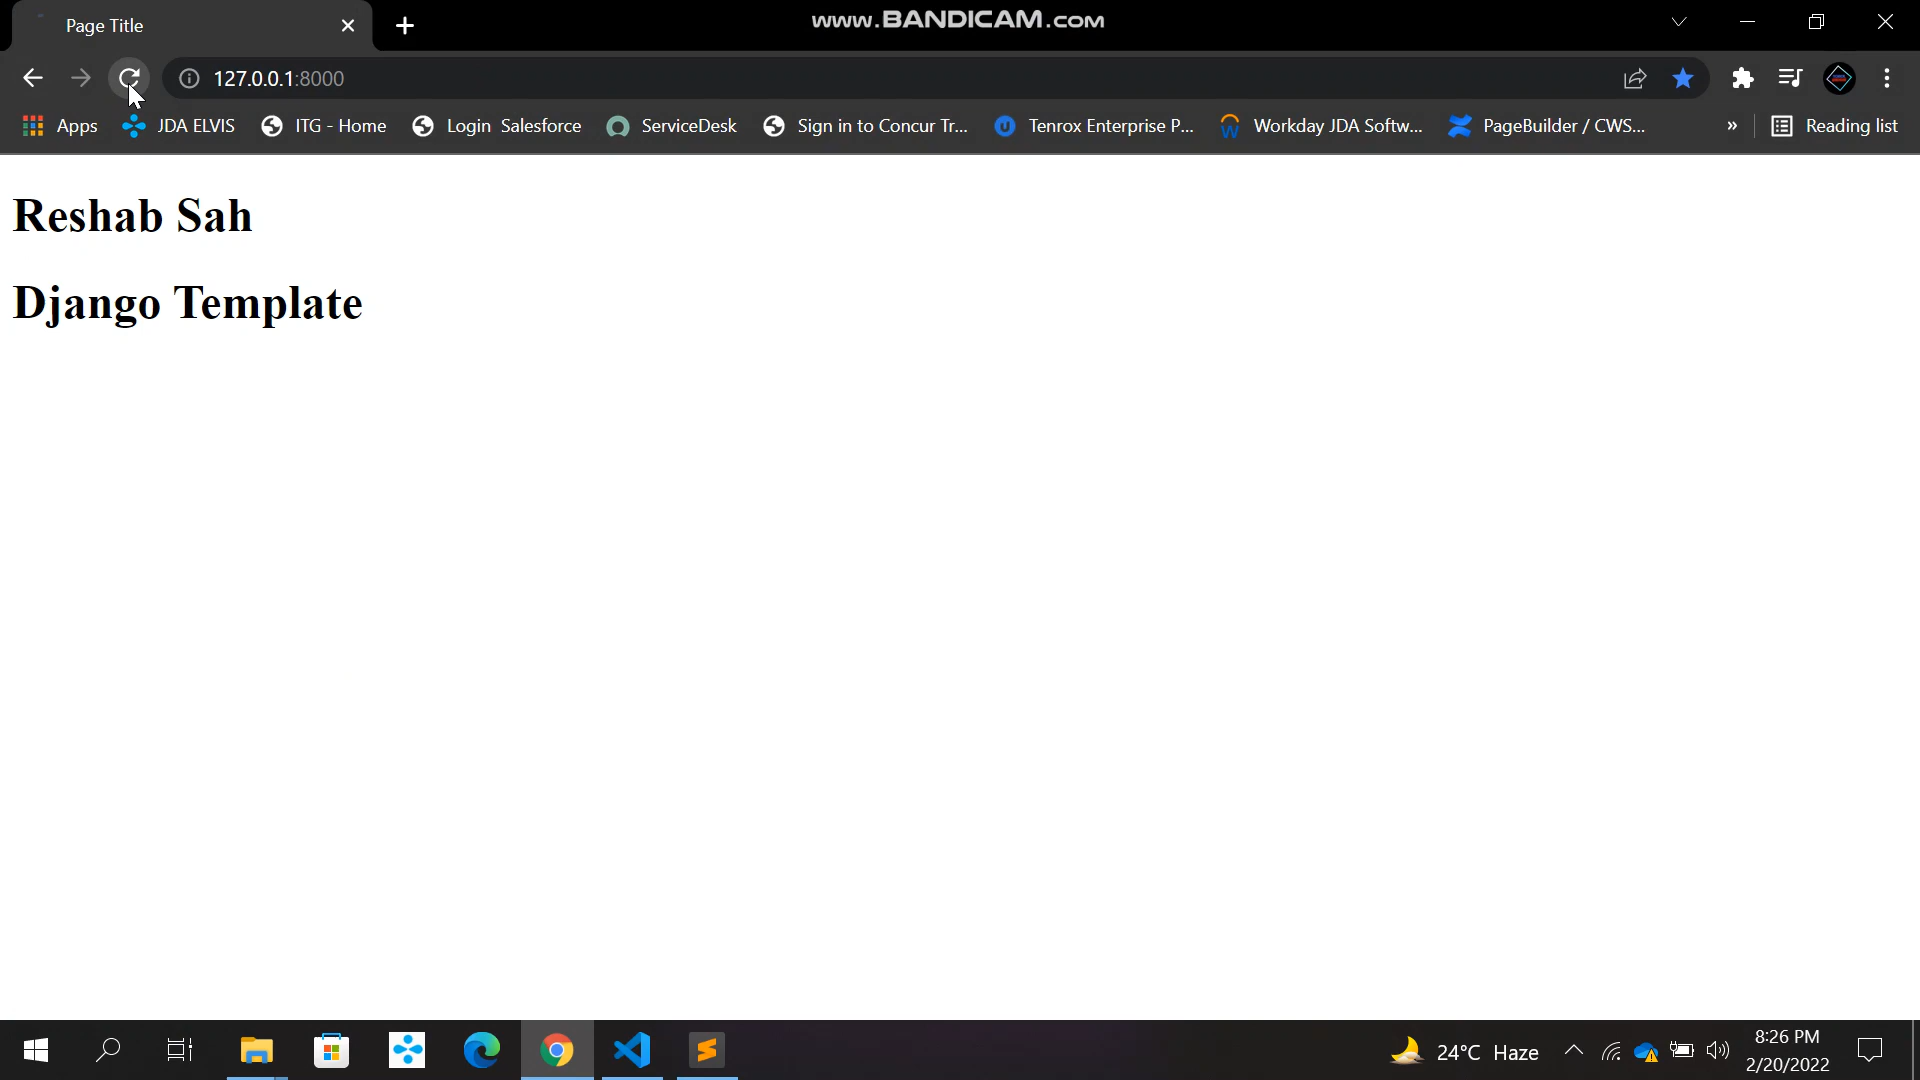 Page Title
www.BANDICAM.com
127.0.0.1:8000
Apps JDA ELVIS ITG - Home Login Salesforce ServiceDesk Sign in to Concur Tr... Tenrox Enterprise P... Workday JDA Softw... PageBuilder / CWS... » Reading list
Reshab Sah
Django Template
24°C Haze
8:26 PM
2/20/2022